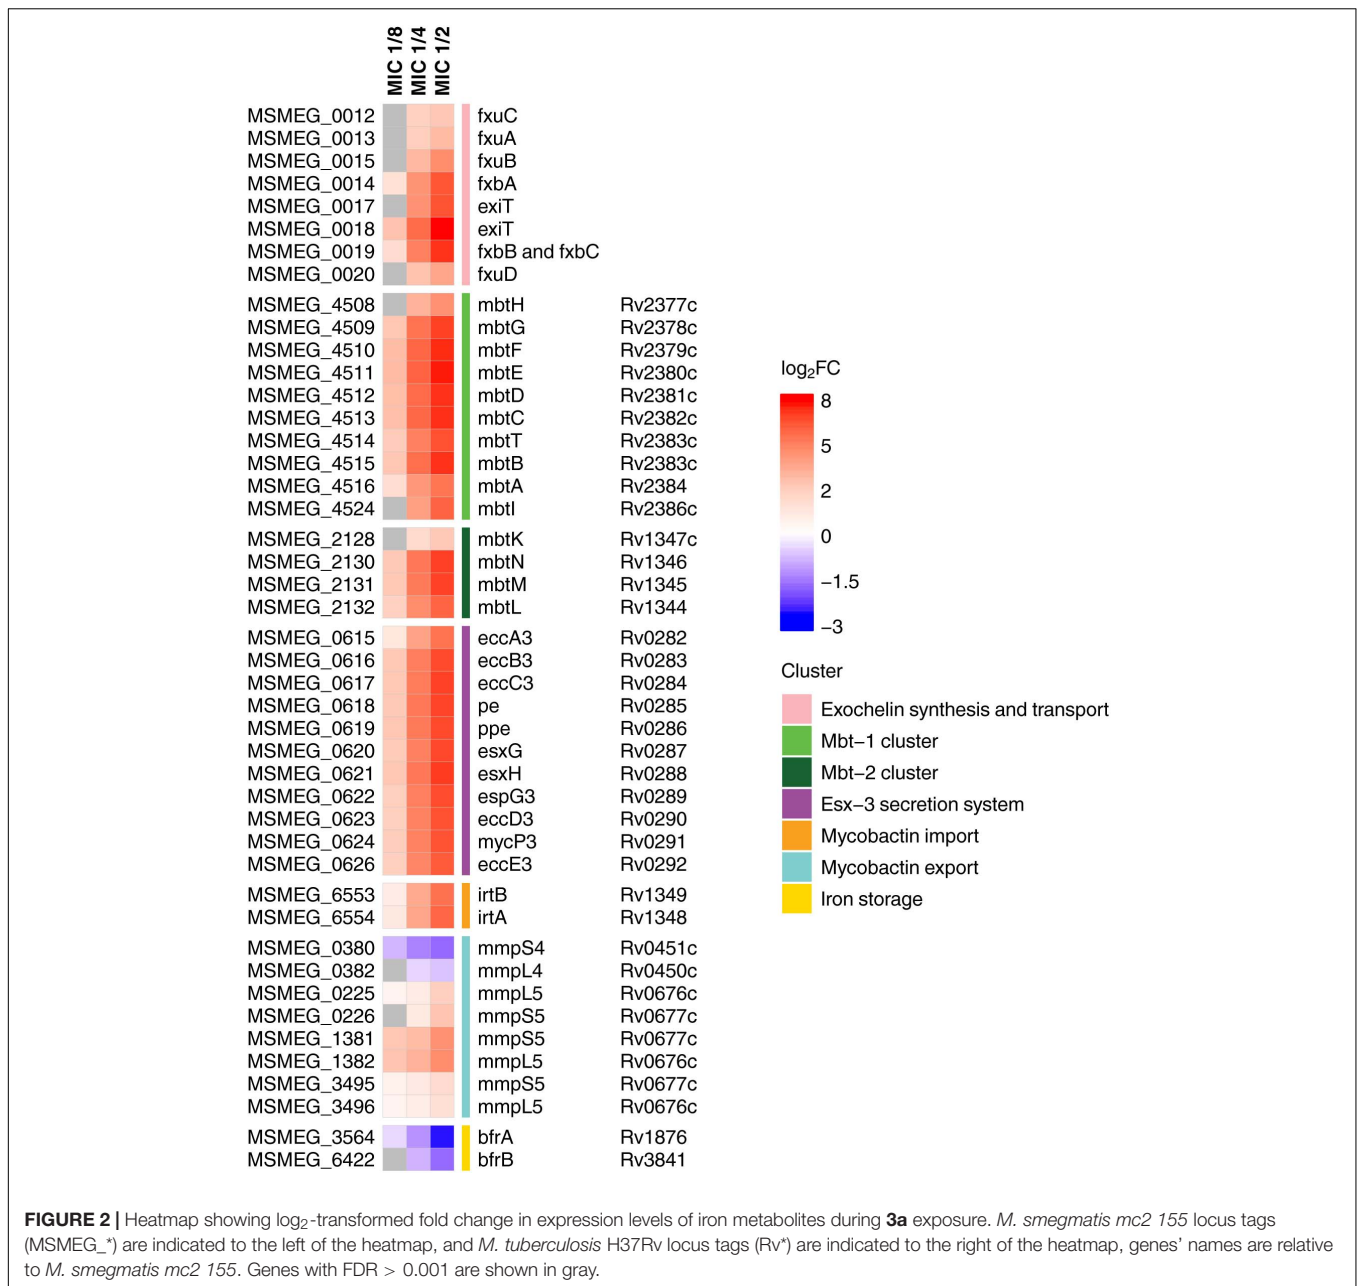 MIC 1/8 MIC 1/4 MIC 1/2
MSMEG_0012 fxuC
MSMEG_0013 fxuA
MSMEG_0015 fxuB
MSMEG_0014 fxbA
MSMEG_0017 exiT
MSMEG_0018 exiT
MSMEG_0019 fxbB and fxbC
MSMEG_0020 fxuD
MSMEG_4508 mbtH Rv2377c
MSMEG_4509 mbtG Rv2378c
MSMEG_4510 mbtF Rv2379c
MSMEG_4511 mbtE Rv2380c
MSMEG_4512 mbtD Rv2381c
MSMEG_4513 mbtC Rv2382c
MSMEG_4514 mbtT Rv2383c
MSMEG_4515 mbtB Rv2383c
MSMEG_4516 mbtA Rv2384
MSMEG_4524 mbtI Rv2386c
MSMEG_2128 mbtK Rv1347c
MSMEG_2130 mbtN Rv1346
MSMEG_2131 mbtM Rv1345
MSMEG_2132 mbtL Rv1344
MSMEG_0615 eccA3 Rv0282
MSMEG_0616 eccB3 Rv0283
MSMEG_0617 eccC3 Rv0284
MSMEG_0618 pe Rv0285
MSMEG_0619 ppe Rv0286
MSMEG_0620 esxG Rv0287
MSMEG_0621 esxH Rv0288
MSMEG_0622 espG3 Rv0289
MSMEG_0623 eccD3 Rv0290
MSMEG_0624 mycP3 Rv0291
MSMEG_0626 eccE3 Rv0292
MSMEG_6553 irtB Rv1349
MSMEG_6554 irtA Rv1348
MSMEG_0380 mmpS4 Rv0451c
MSMEG_0382 mmpL4 Rv0450c
MSMEG_0225 mmpL5 Rv0676c
MSMEG_0226 mmpS5 Rv0677c
MSMEG_1381 mmpS5 Rv0677c
MSMEG_1382 mmpL5 Rv0676c
MSMEG_3495 mmpS5 Rv0677c
MSMEG_3496 mmpL5 Rv0676c
MSMEG_3564 bfrA Rv1876
MSMEG_6422 bfrB Rv3841
log₂FC
8
5
2
0
−1.5
−3
Cluster
Exochelin synthesis and transport
Mbt−1 cluster
Mbt−2 cluster
Esx−3 secretion system
Mycobactin import
Mycobactin export
Iron storage
FIGURE 2 | Heatmap showing log₂-transformed fold change in expression levels of iron metabolites during 3a exposure. M. smegmatis mc2 155 locus tags
(MSMEG_*) are indicated to the left of the heatmap, and M. tuberculosis H37Rv locus tags (Rv*) are indicated to the right of the heatmap, genes' names are relative
to M. smegmatis mc2 155. Genes with FDR > 0.001 are shown in gray.